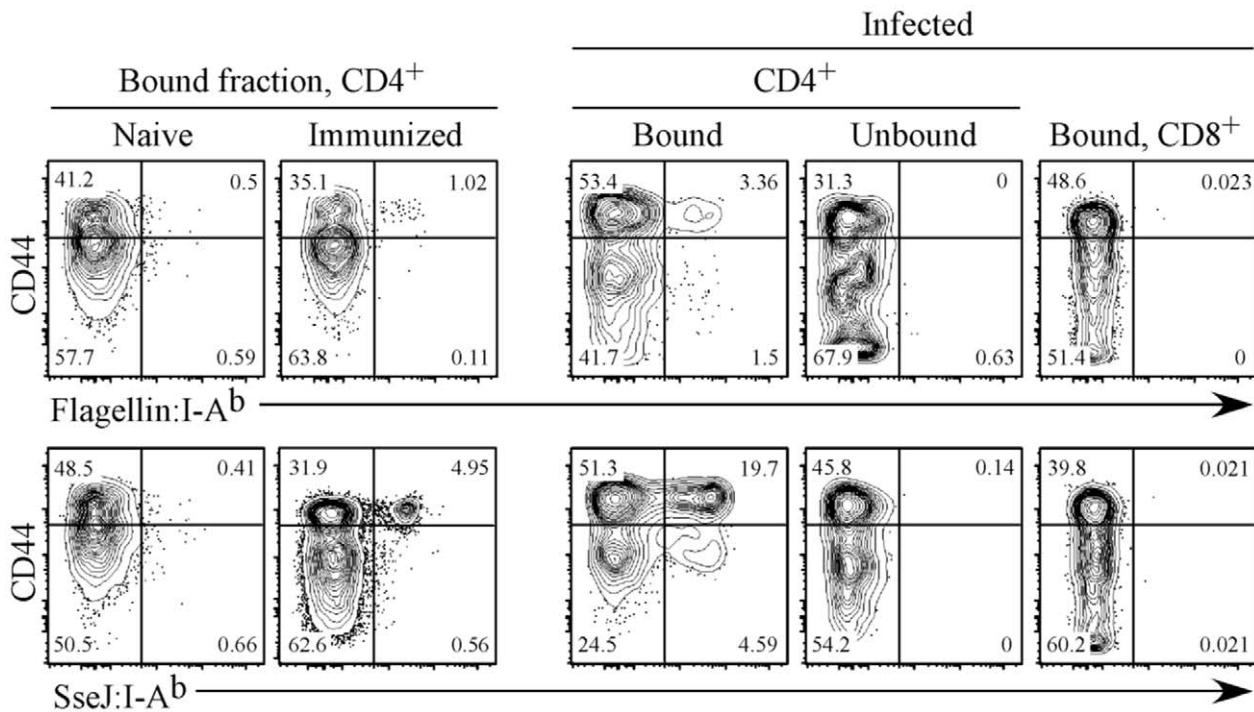 Infected
Bound fraction, CD4+
CD4+
Naive Immunized Bound Unbound Bound, CD8+
41.2 0.5 35.1 1.02 53.4 3.36 31.3 0 48.6 0.023
CD44
57.7 0.59 63.8 0.11 41.7 1.5 67.9 0.63 51.4 0
Flagellin:I-Ab
48.5 0.41 31.9 4.95 51.3 19.7 45.8 0.14 39.8 0.021
CD44
50.5 0.66 62.6 0.56 24.5 4.59 54.2 0 60.2 0.021
SseJ:I-Ab